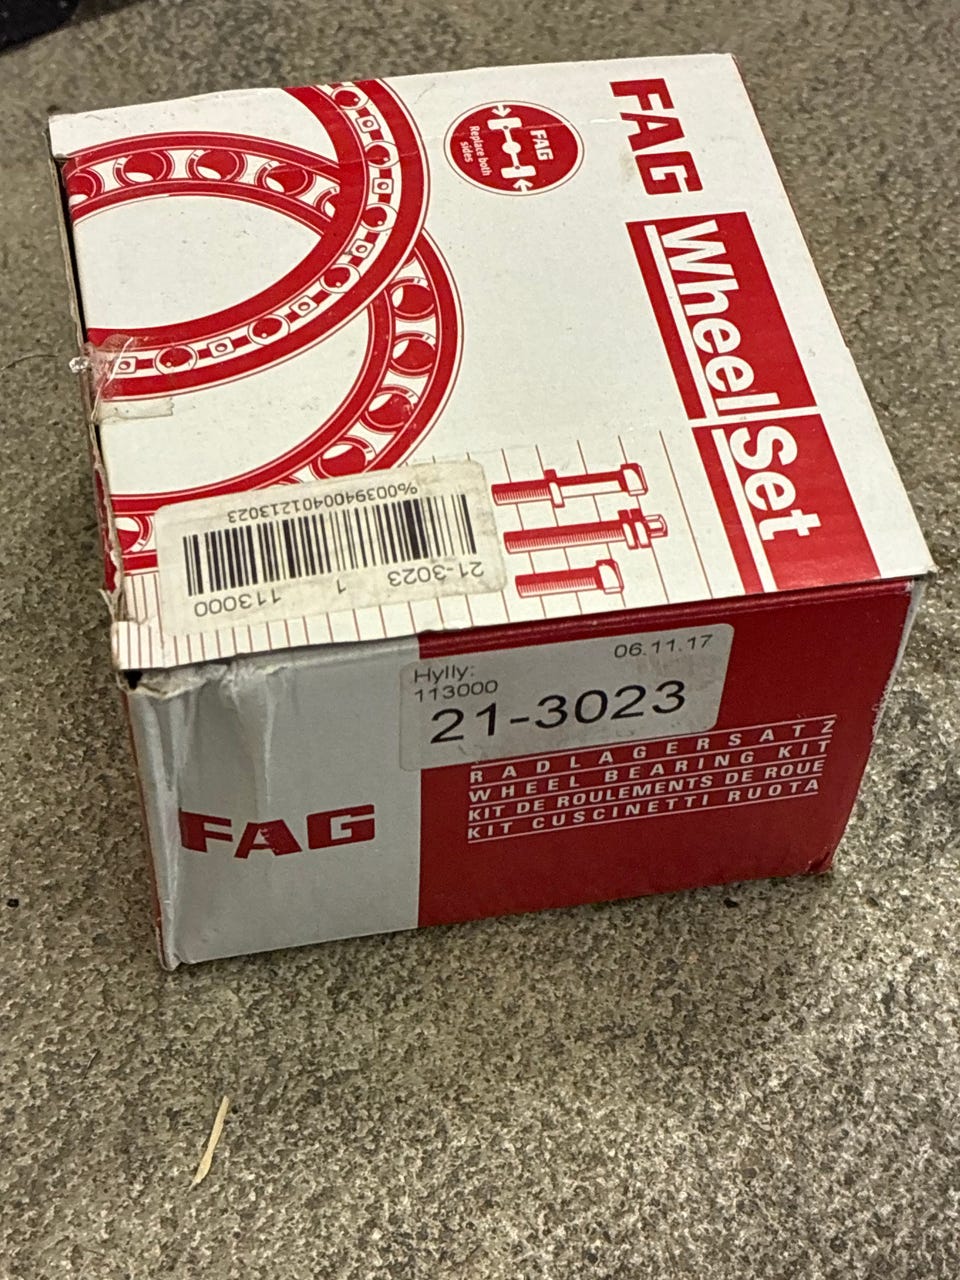 FAG
Wheel Set
FAG
Replace both
sides
%0039400401213023
21-3023
1
113000
Hylly:
06.11.17
113000
21-3023
RADLAGERSATZ
WHEEL BEARING KIT
KIT DE ROULEMENTS DE ROUE
KIT CUSCINETTI RUOTA
FAG